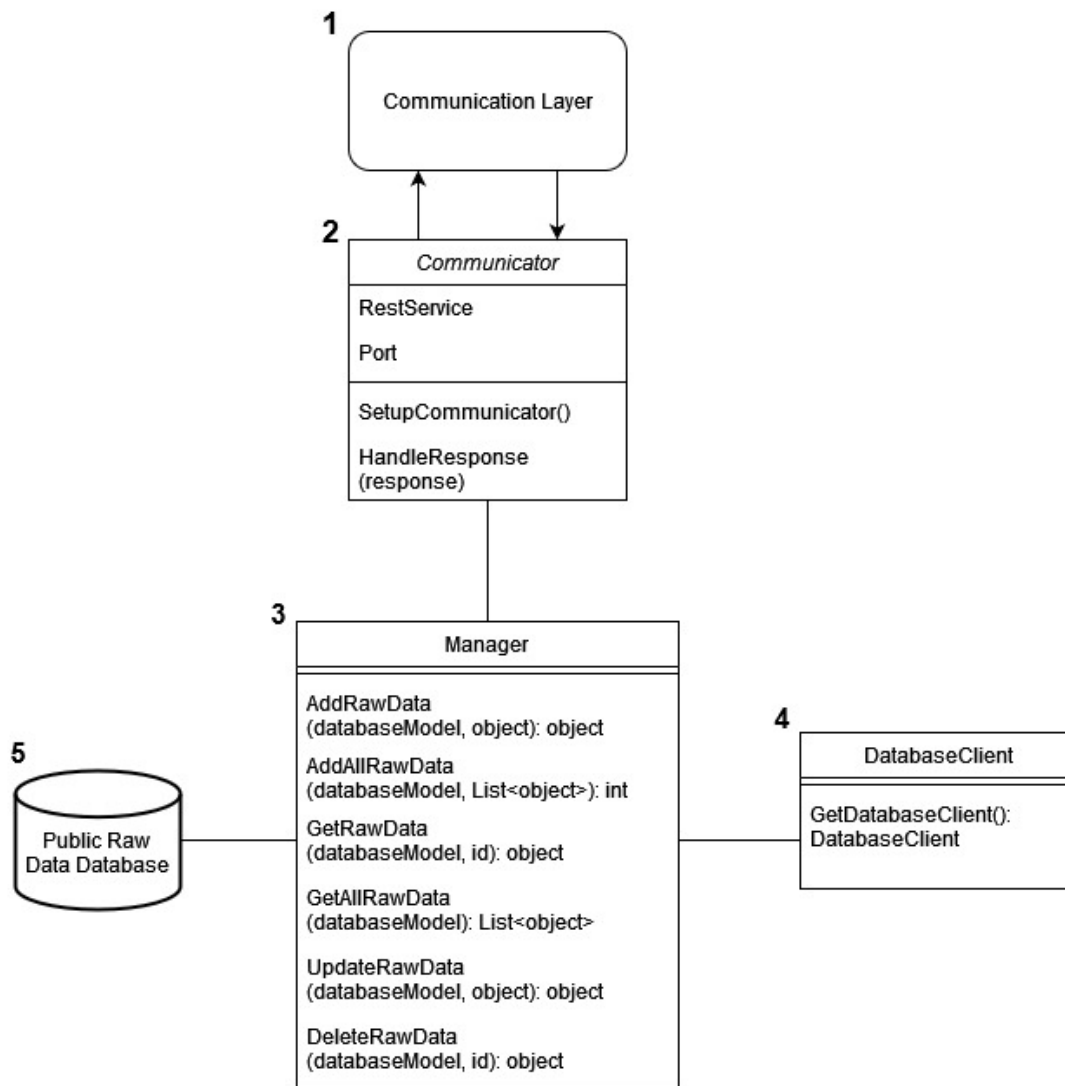 1
Communication Layer
2
Communicator
RestService
Port
SetupCommunicator()
HandleResponse
(response)
3
Manager
AddRawData
(databaseModel, object): object
AddAllRawData
(databaseModel, List<object>): int
GetRawData
(databaseModel, id): object
GetAllRawData
(databaseModel): List<object>
UpdateRawData
(databaseModel, object): object
DeleteRawData
(databaseModel, id): object
4
DatabaseClient
GetDatabaseClient():
DatabaseClient
5
Public Raw
Data Database